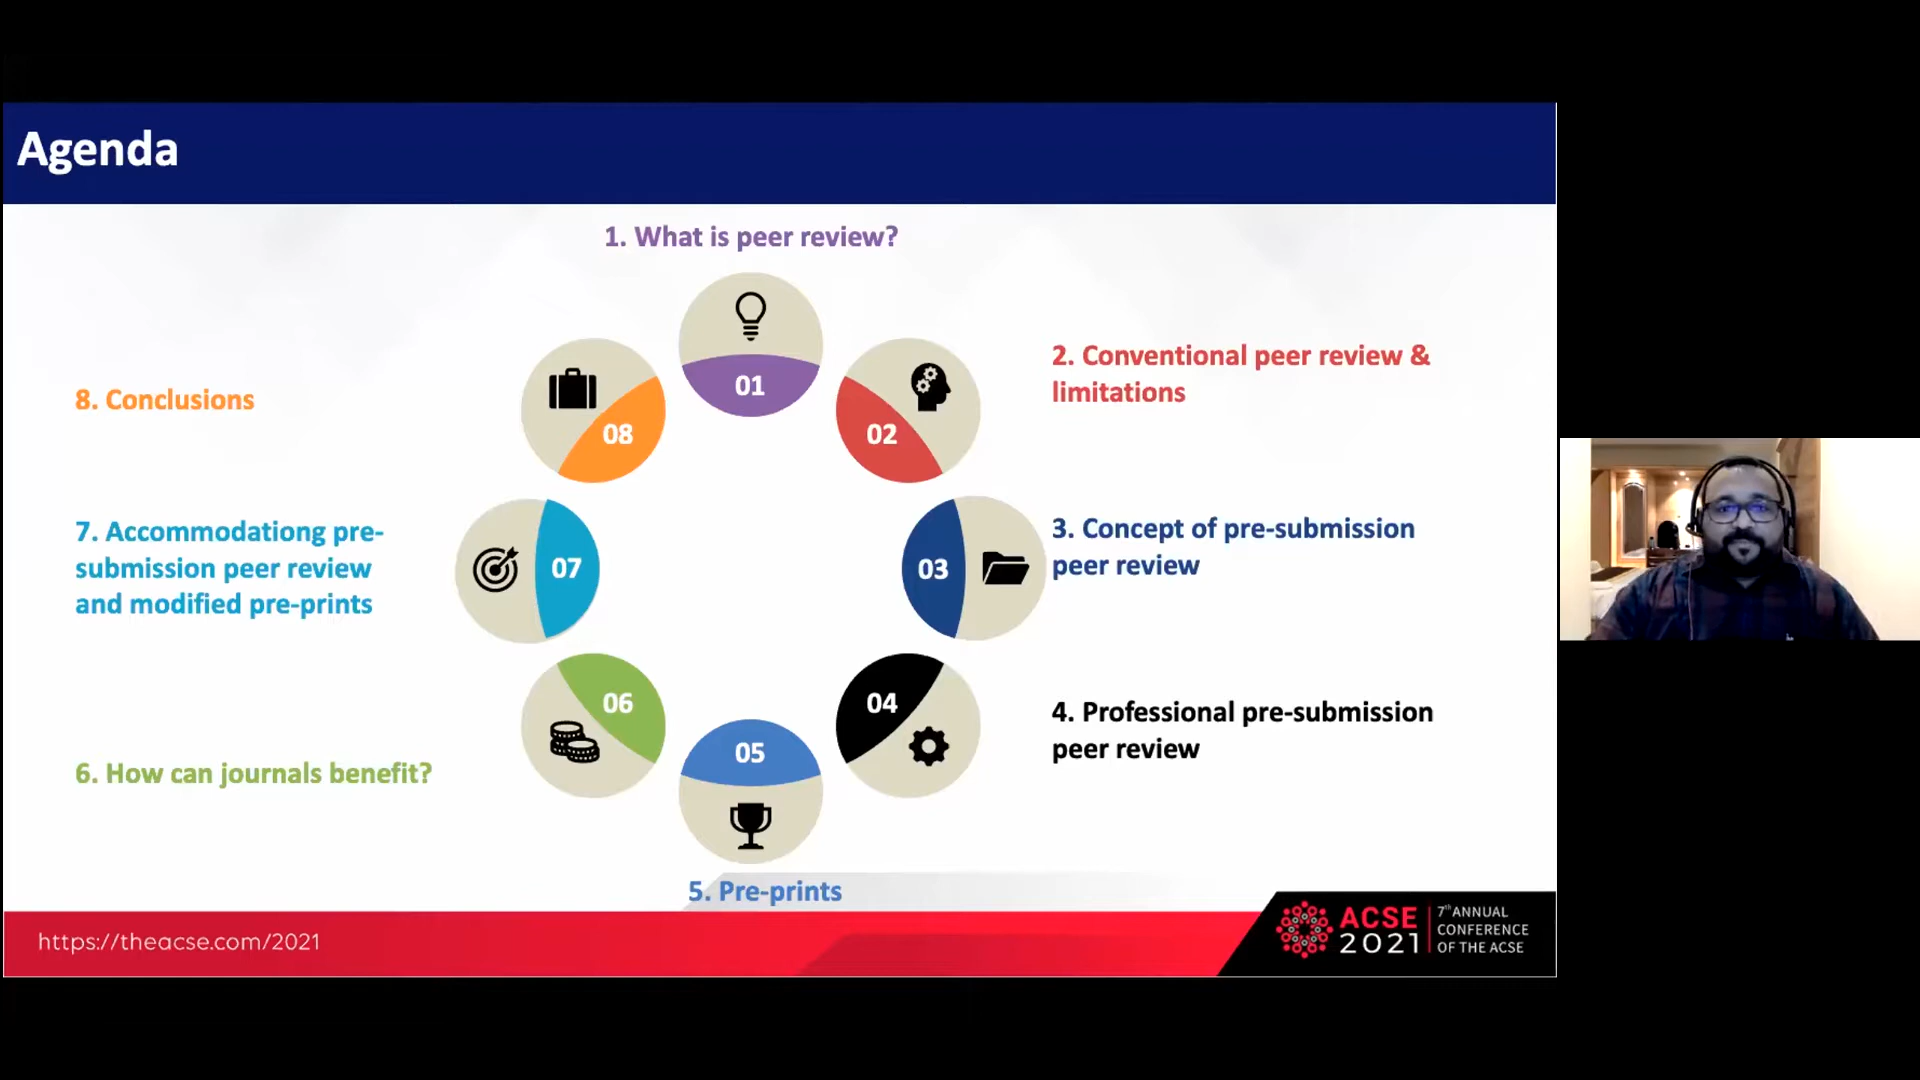 Agenda
1. What is peer review?
01
2. Conventional peer review &
limitations
02
3. Concept of pre-submission
peer review
03
4. Professional pre-submission
peer review
04
05
5. Pre-prints
06
6. How can journals benefit?
07
7. Accommodationg pre-
submission peer review
and modified pre-prints
08
8. Conclusions
https://theacse.com/2021
ACSE
2021
7th ANNUAL
CONFERENCE
OF THE ACSE